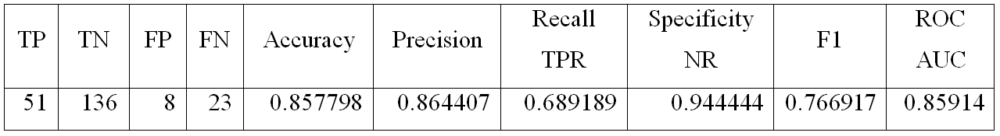 TP TN FP FN Accuracy Precision Recall TPR Specificity NR F1 ROC AUC
51 136 8 23 0.857798 0.864407 0.689189 0.944444 0.766917 0.85914